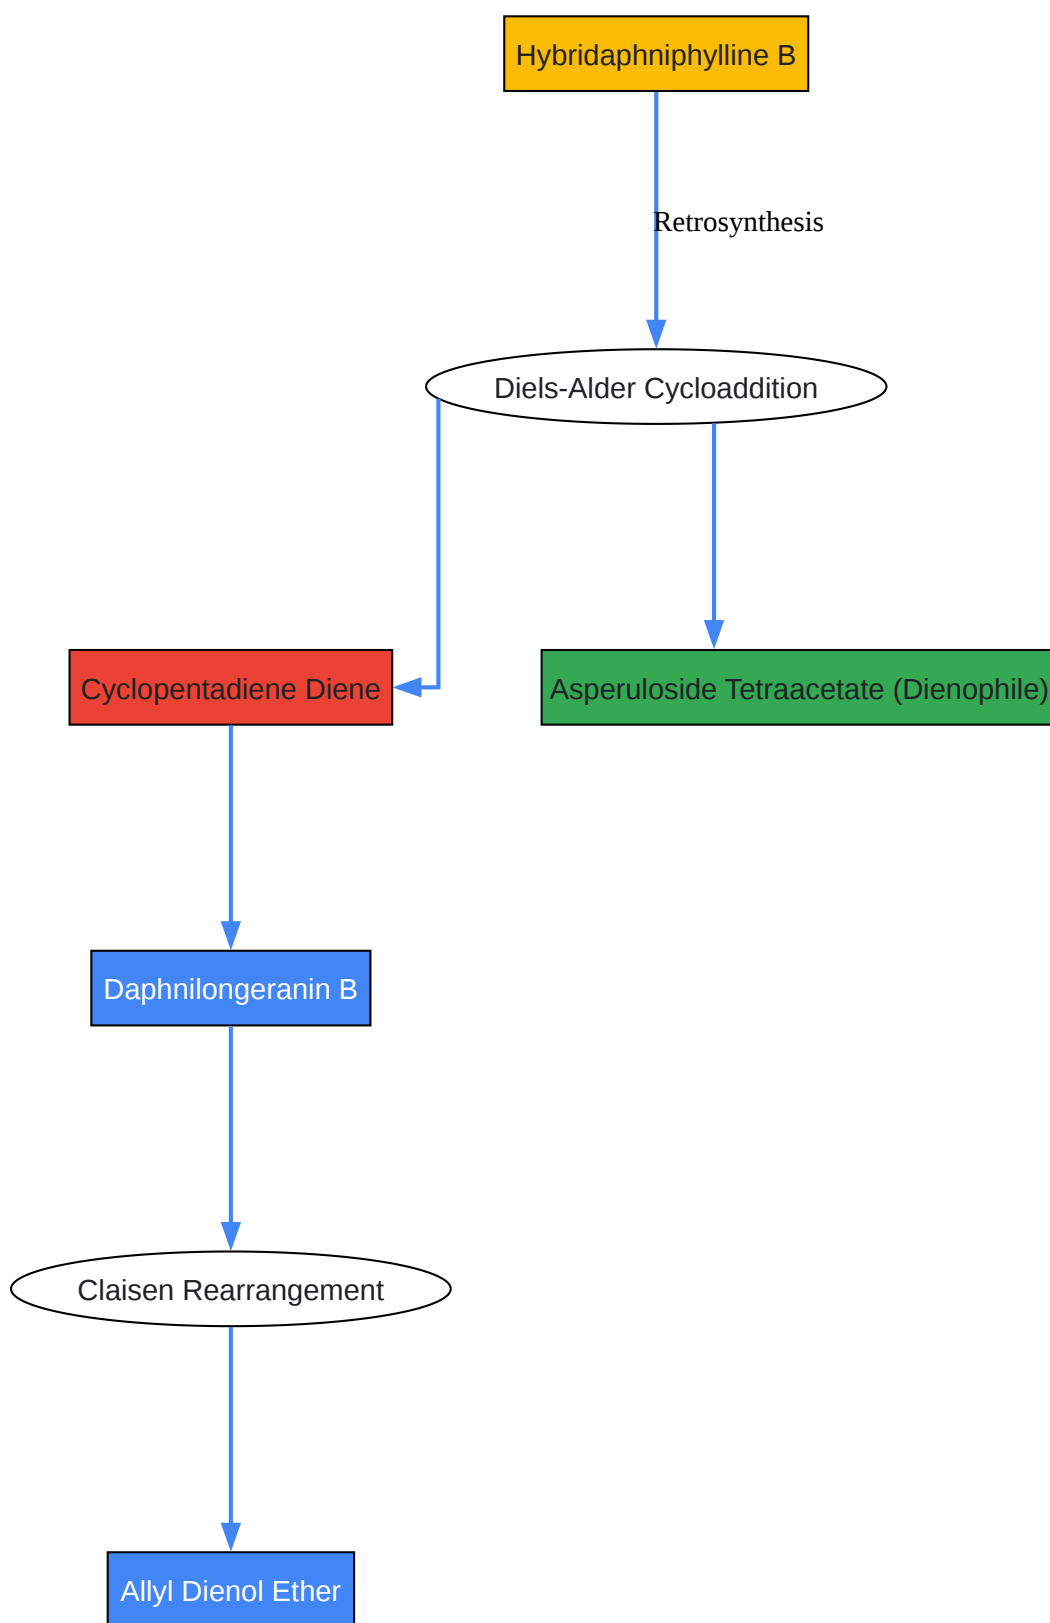 Hybridaphniphylline B
Retrosynthesis
Diels-Alder Cycloaddition
Cyclopentadiene Diene
Asperuloside Tetraacetate (Dienophile)
Daphnilongeranin B
Claisen Rearrangement
Allyl Dienol Ether